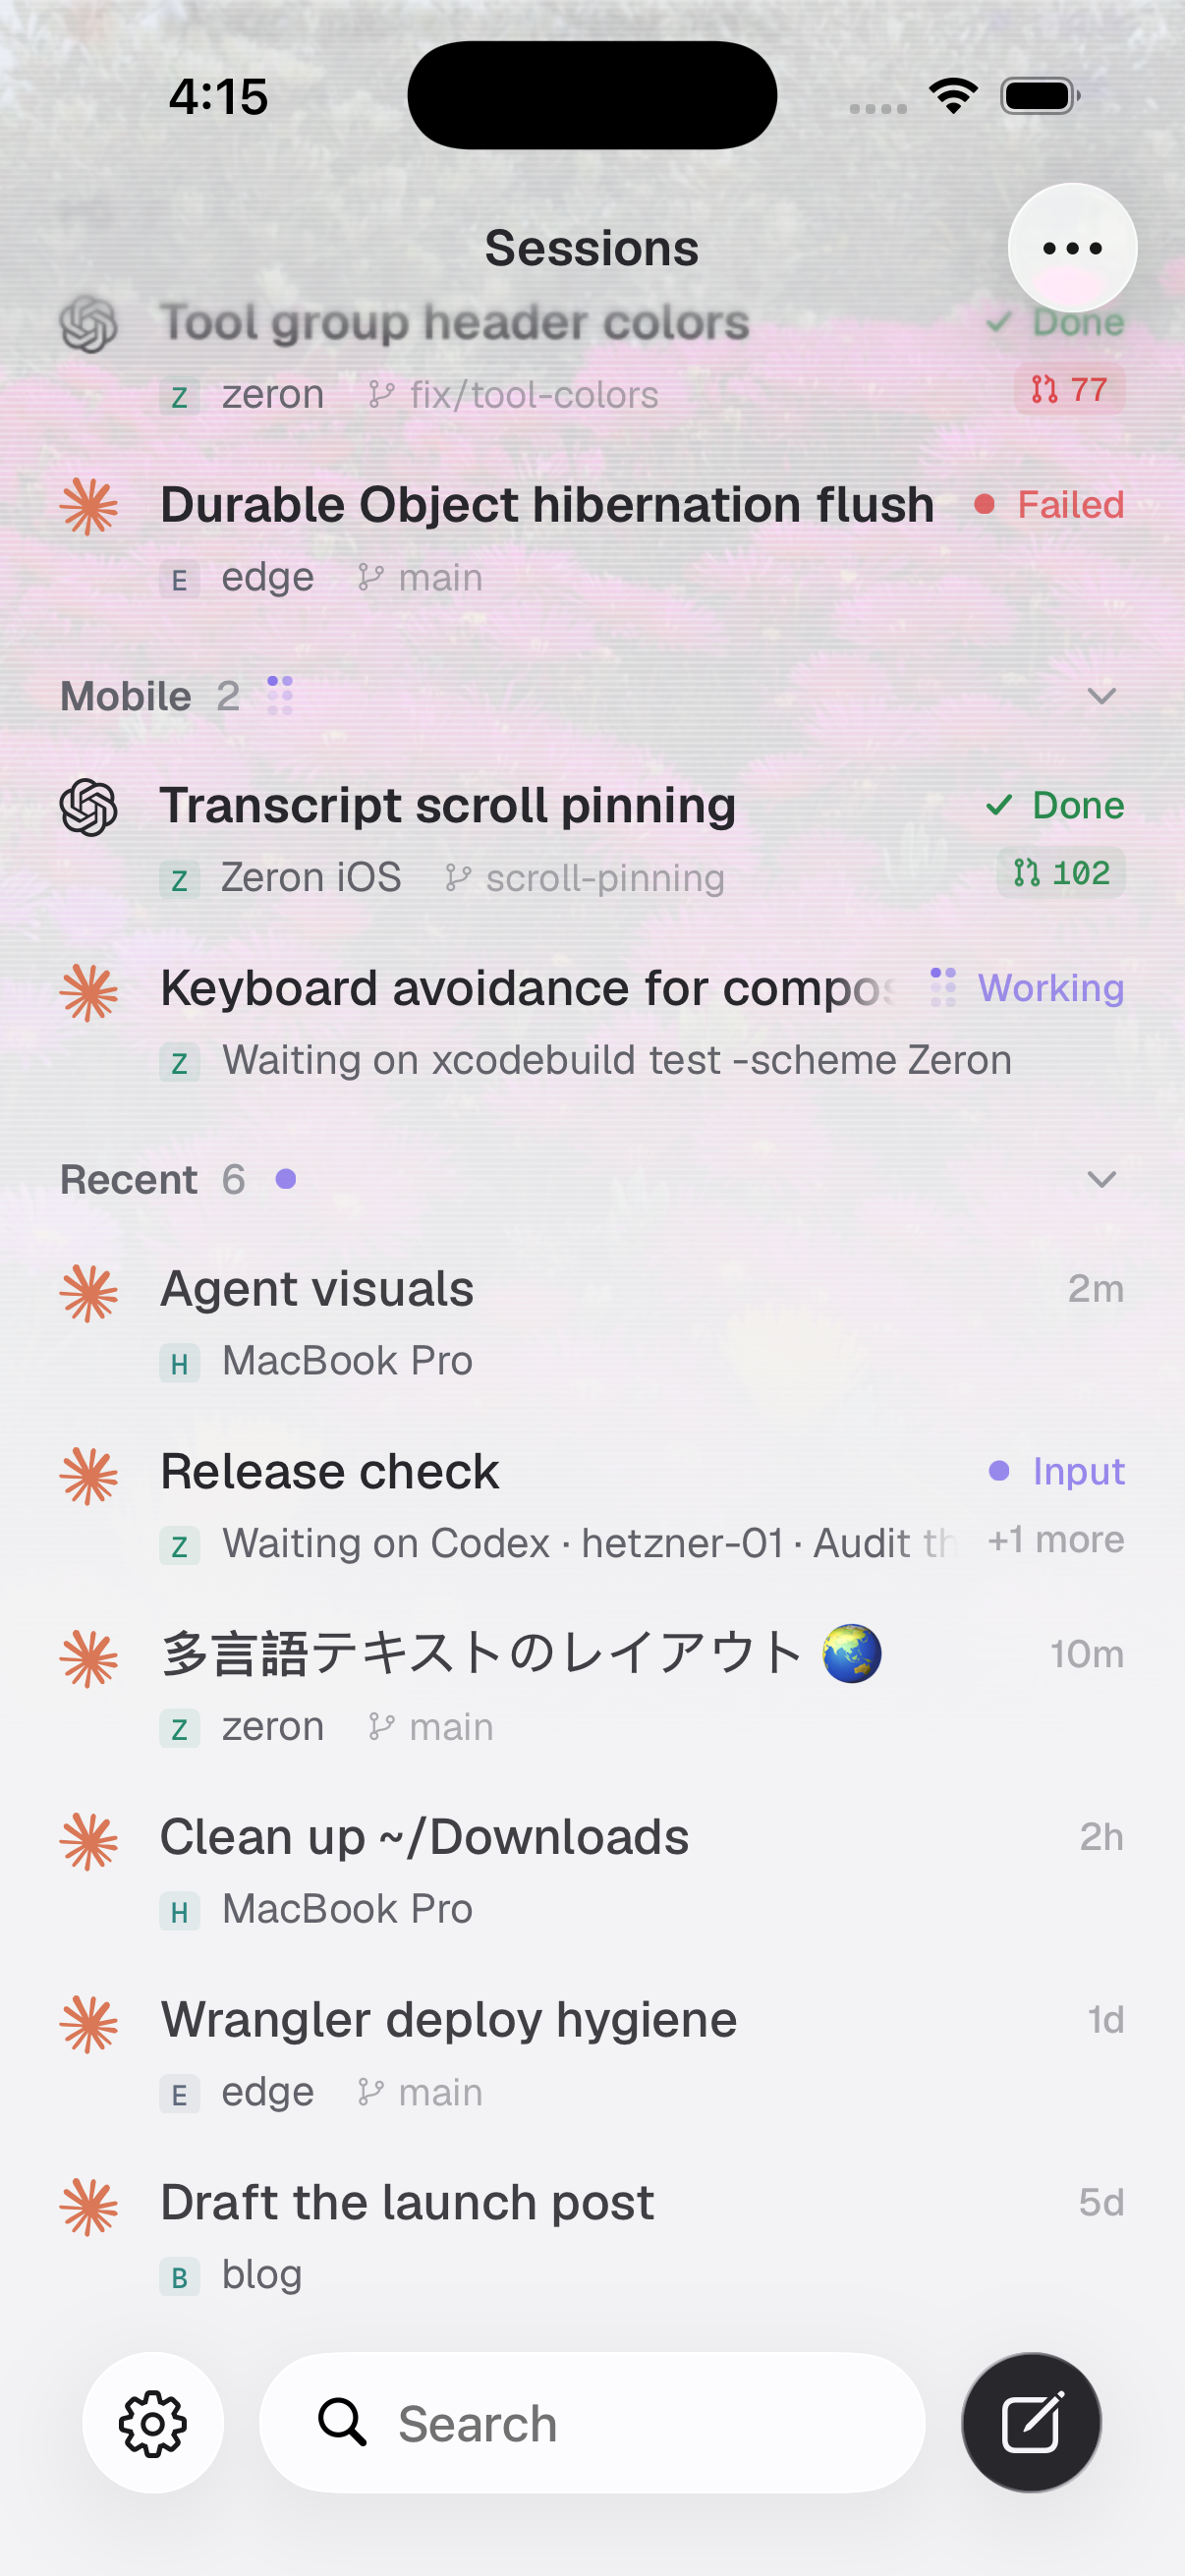 4:15
Sessions
Tool group header colors Done
Z zeron fix/tool-colors 77
Durable Object hibernation flush Failed
E edge main
Mobile 2
Transcript scroll pinning Done
Z Zeron iOS scroll-pinning 102
Keyboard avoidance for compos Working
Z Waiting on xcodebuild test -scheme Zeron
Recent 6
Agent visuals 2m
H MacBook Pro
Release check Input
Z Waiting on Codex · hetzner-01 · Audit th +1 more
多言語テキストのレイアウト 🌏 10m
Z zeron main
Clean up ~/Downloads 2h
H MacBook Pro
Wrangler deploy hygiene 1d
E edge main
Draft the launch post 5d
B blog
Search